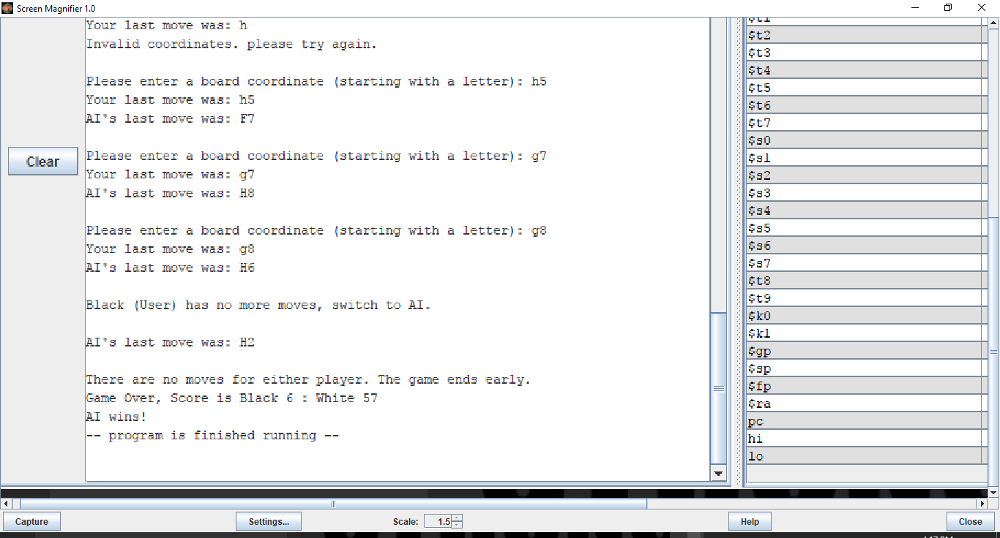 Screen Magnifier 1.0
Your last move was: h
Invalid coordinates. please try again.
Please enter a board coordinate (starting with a letter): h5
Your last move was: h5
AI's last move was: F7
Please enter a board coordinate (starting with a letter): g7
Your last move was: g7
AI's last move was: H8
Please enter a board coordinate (starting with a letter): g8
Your last move was: g8
AI's last move was: H6
Black (User) has no more moves, switch to AI.
AI's last move was: H2
There are no moves for either player. The game ends early.
Game Over, Score is Black 6 : White 57
AI wins!
-- program is finished running --
Clear
$t1
$t2
$t3
$t4
$t5
$t6
$t7
$s0
$s1
$s2
$s3
$s4
$s5
$s6
$s7
$t8
$t9
$k0
$k1
$gp
$sp
$fp
$ra
pc
hi
lo
Capture
Settings...
Scale: 1.5
Help
Close